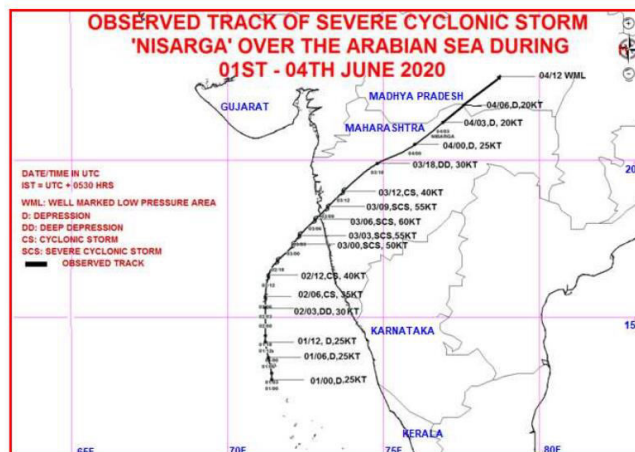 OBSERVED TRACK OF SEVERE CYCLONIC STORM
'NISARGA' OVER THE ARABIAN SEA DURING
01ST - 04TH JUNE 2020
04/12 WML
MADHYA PRADESH
GUJARAT
04/06,D,20KT
04/03, D, 20KT
MAHARASHTRA
04/00, D, 25KT
20
03/18,DD, 30KT
DATE/TIME IN UTC
IST = UTC + 0530 HRS
03/12,CS, 40KT
WML: WELL MARKED LOW PRESSURE AREA
03/09,SCS, 55KT
D: DEPRESSION
03/06,SCS, 60KT
DD: DEEP DEPRESSION
03/03,SCS,55KT
CS: CYCLONIC STORM
03/00,SCS, 50KT
SCS: SEVERE CYCLONIC STORM
OBSERVED TRACK
02/12,CS, 40KT
02/06,CS, 35KT
02/03,DD, 30KT
15
KARNATAKA
01/12, D,25KT
01/06,D,25KT
01/00,D,25KT
KERALA
65E
70E
75E
80E